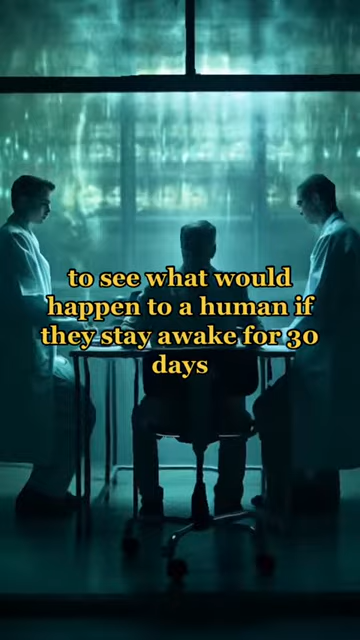 to see what would
happen to a human if
they stay awake for 30
days